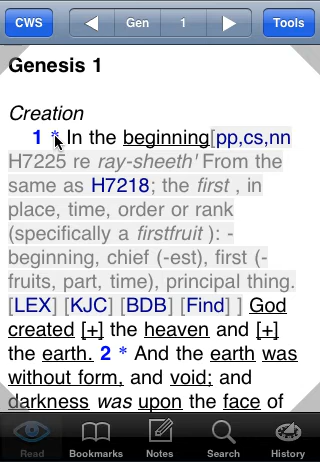 CWS Gen 1 Tools
Genesis 1
Creation
1 * In the beginning[pp,cs,nn
H7225 re ray-sheeth' From the
same as H7218; the first , in
place, time, order or rank
(specifically a firstfruit ): -
beginning, chief (-est), first (-
fruits, part, time), principal thing.
[LEX] [KJC] [BDB] [Find] ] God
created [+] the heaven and [+]
the earth. 2 * And the earth was
without form, and void; and
darkness was upon the face of
Read Bookmarks Notes Search History